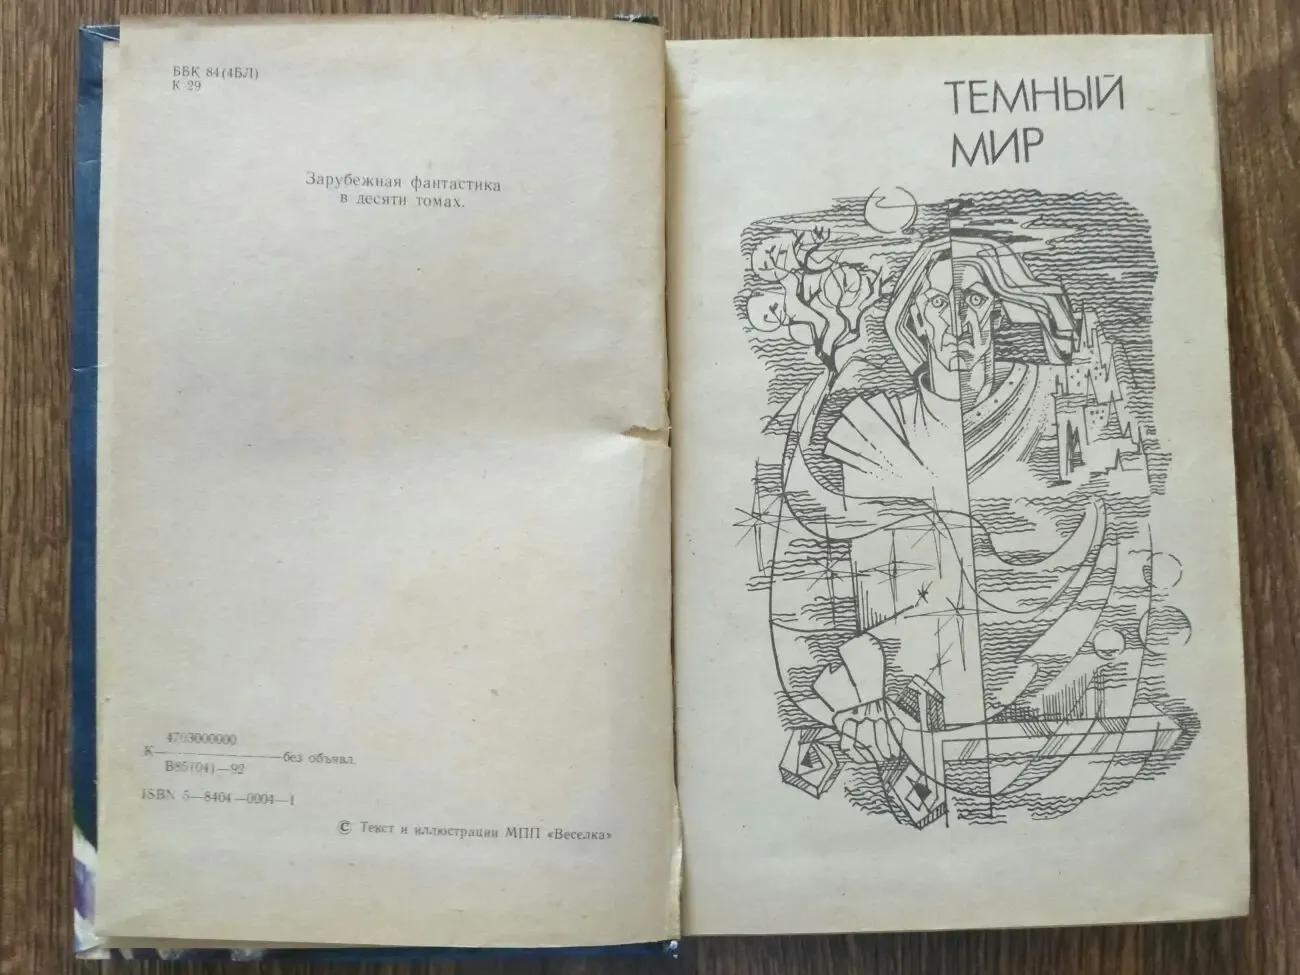 ББК 84(4БЛ)
К 29
Зарубежная фантастика
в десяти томах.
4703000000
К—————без объявл.
В85(04)—92
ISBN 5—8404—0004—1
© Текст и иллюстрации МПП «Веселка»
ТЕМНЫЙ
МИР